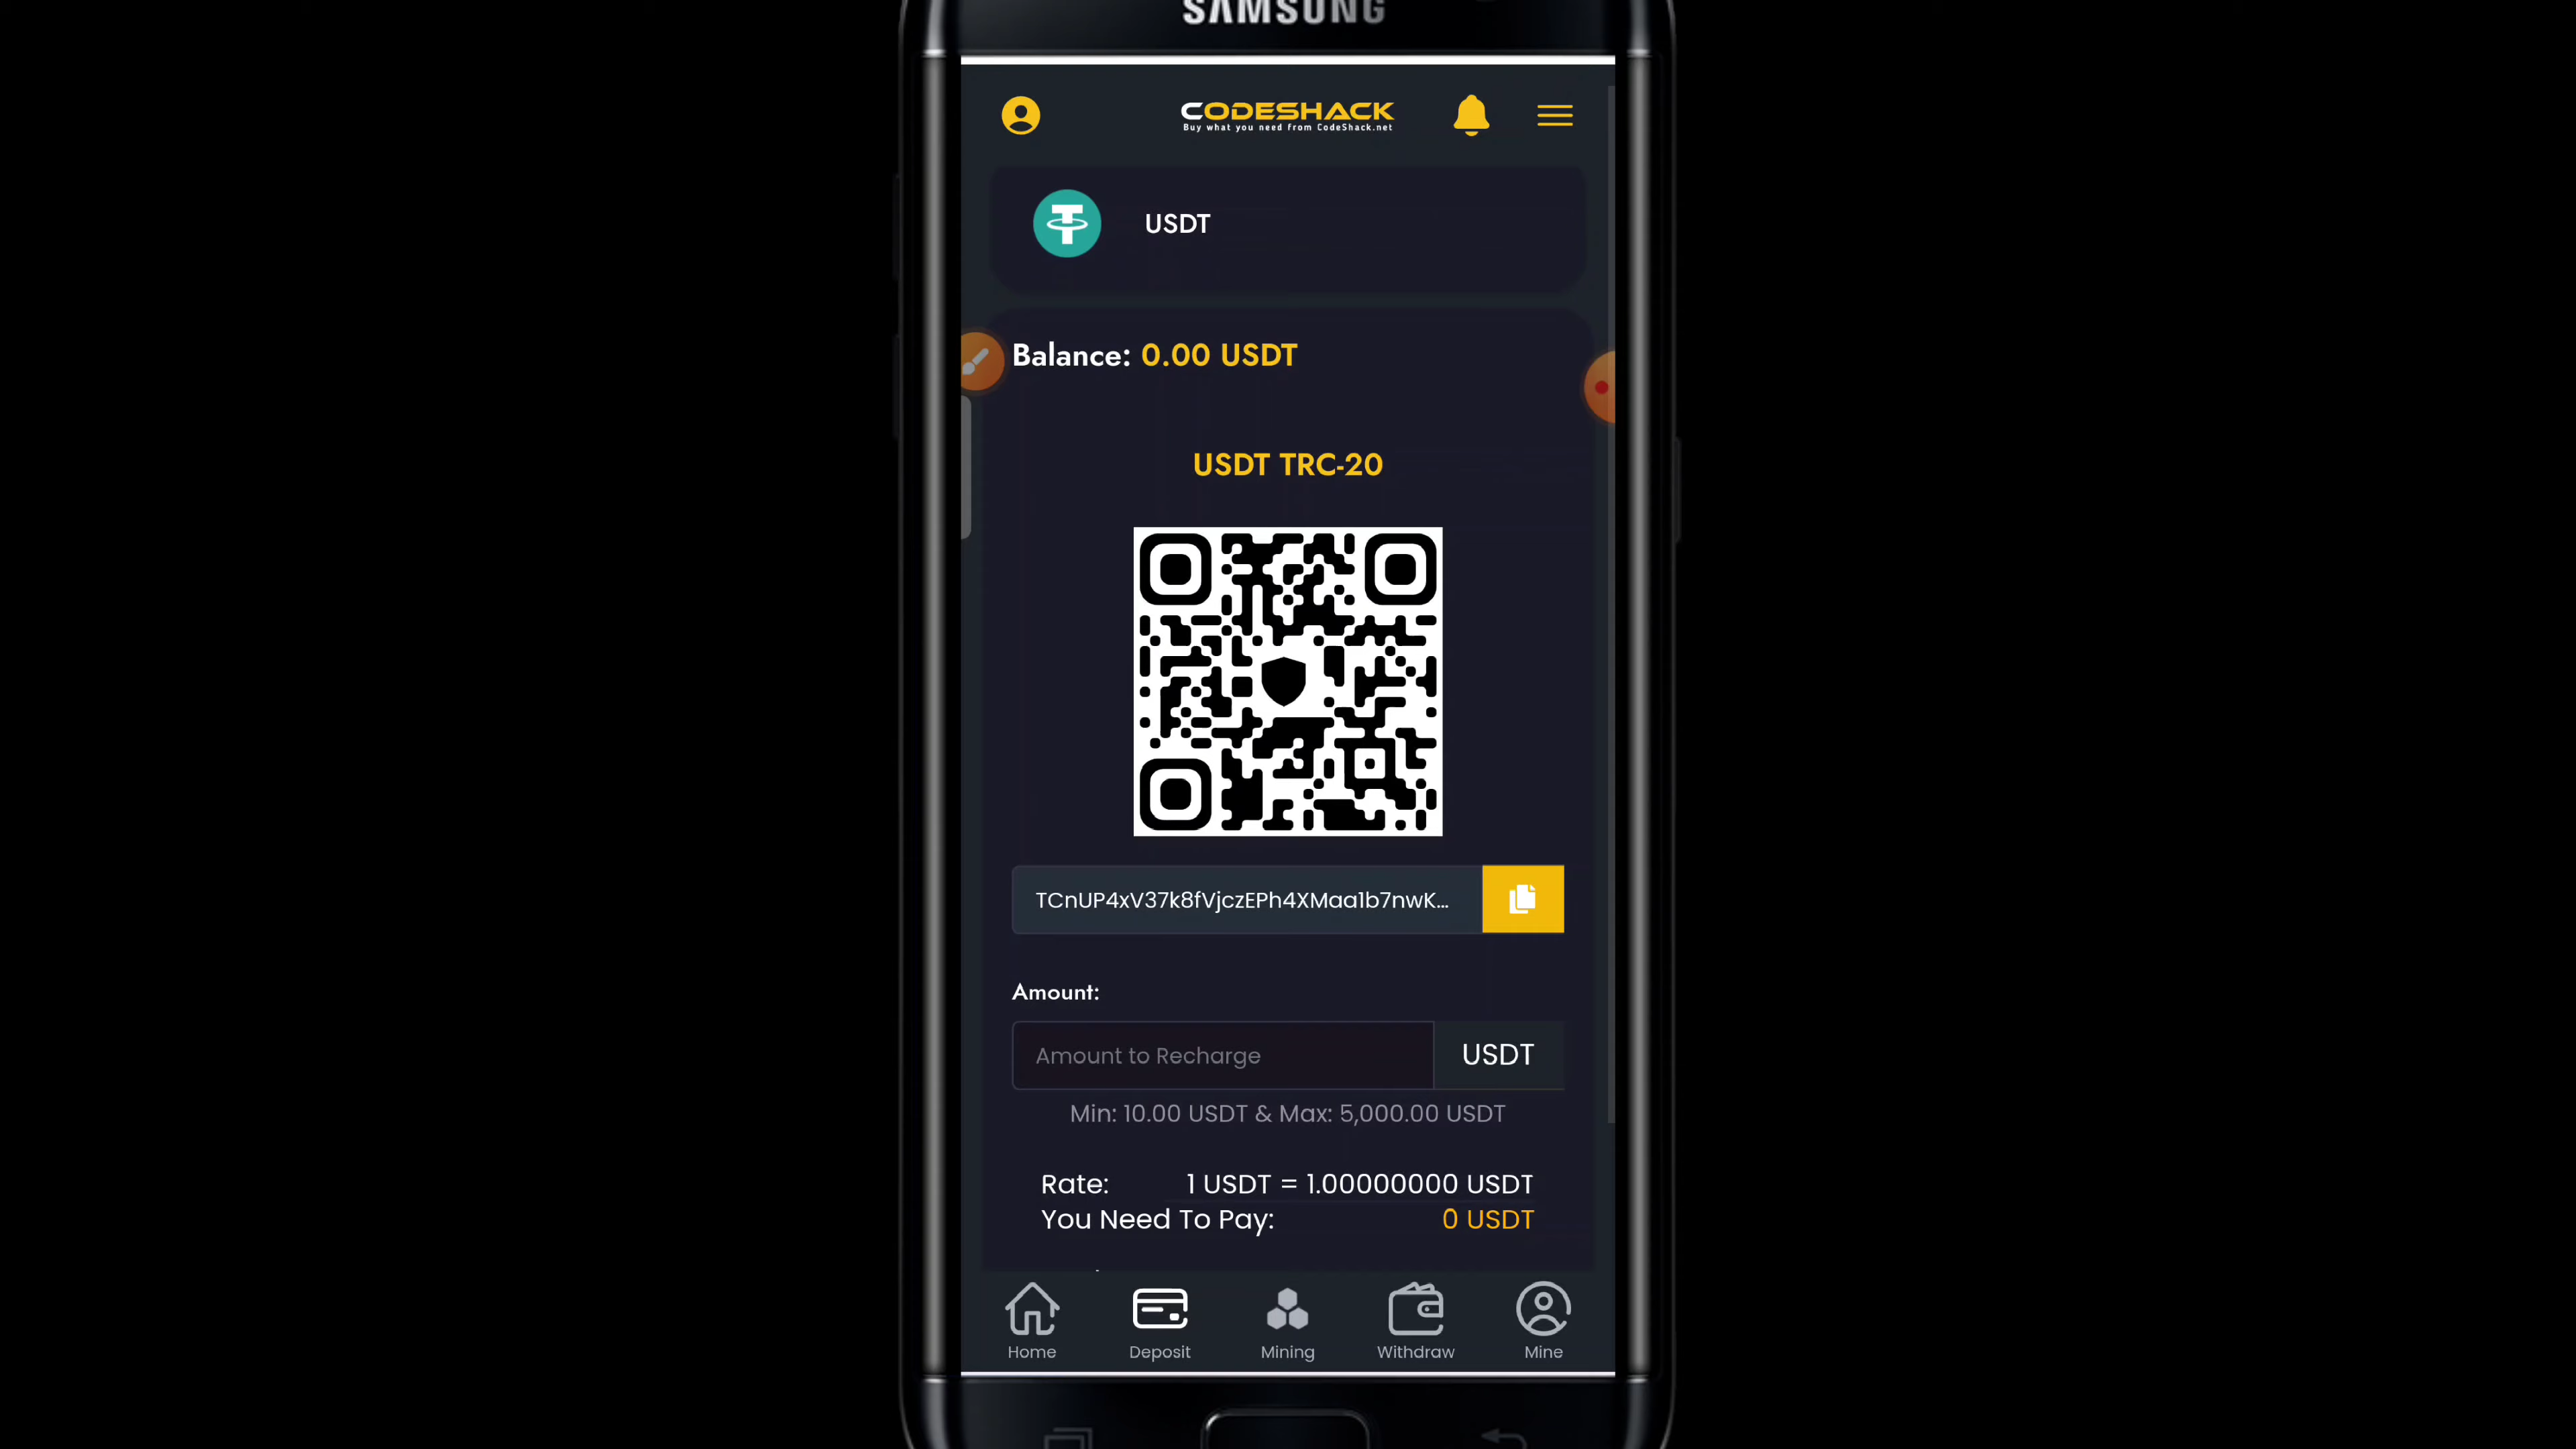 SAMSUNG
CODESHACK
Buy what you need from CodeShack.net
USDT
Balance: 0.00 USDT
USDT TRC-20
TCnUP4xV37k8fVjczEPh4XMaa1b7nwK...
Amount:
Amount to Recharge
USDT
Min: 10.00 USDT & Max: 5,000.00 USDT
Rate: 1 USDT = 1.00000000 USDT
You Need To Pay: 0 USDT
Home
Deposit
Mining
Withdraw
Mine